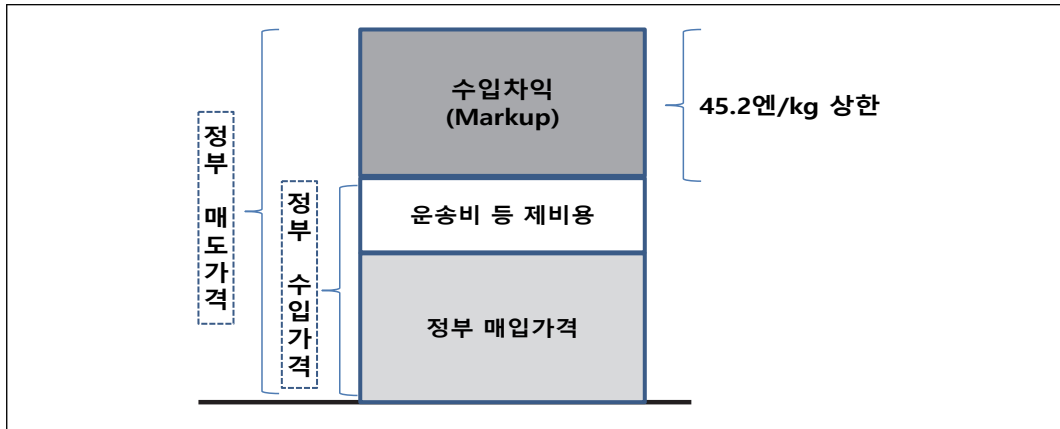 정부 매도가격
정부 수입가격
수입차익
(Markup)
45.2엔/kg 상한
운송비 등 제비용
정부 매입가격